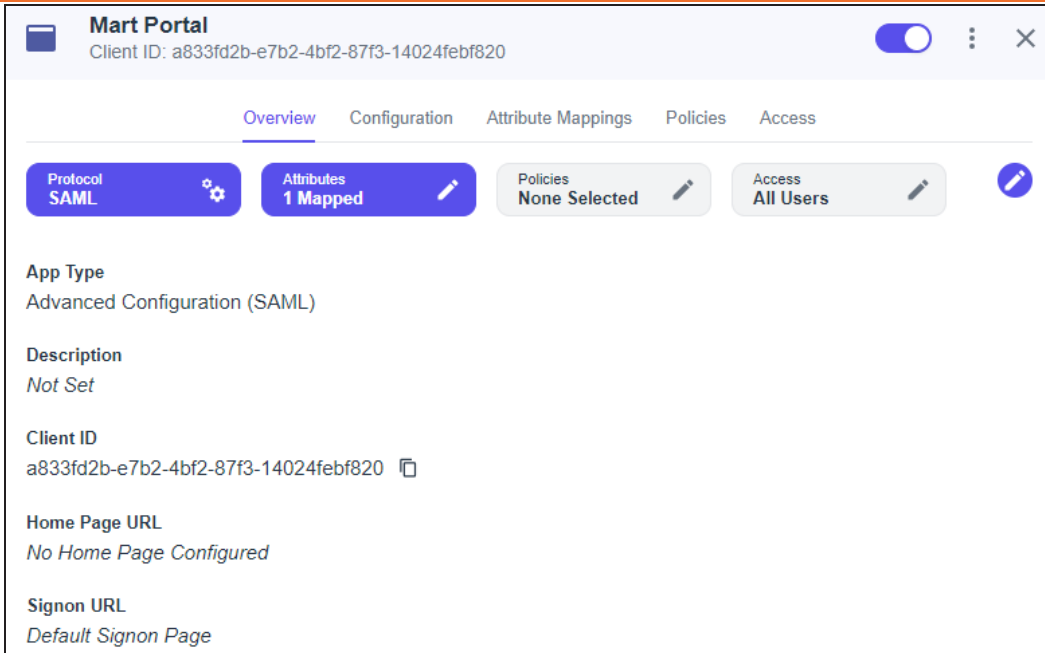 Mart Portal
Client ID: a833fd2b-e7b2-4bf2-87f3-14024febf820
Overview Configuration Attribute Mappings Policies Access
Protocol
SAML
Attributes
1 Mapped
Policies
None Selected
Access
All Users
App Type
Advanced Configuration (SAML)
Description
Not Set
Client ID
a833fd2b-e7b2-4bf2-87f3-14024febf820
Home Page URL
No Home Page Configured
Signon URL
Default Signon Page